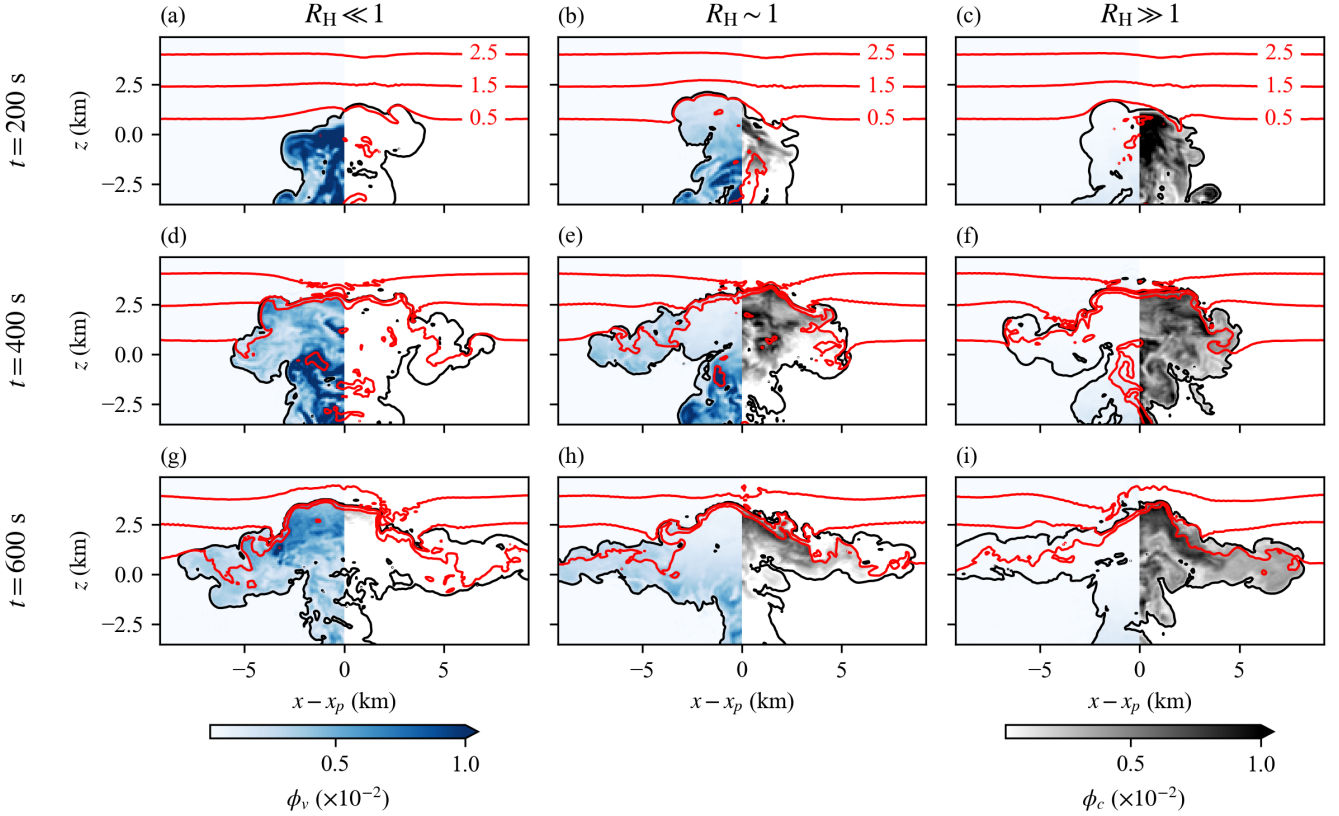 (a) R_H ≪ 1 (b) R_H ∼ 1 (c) R_H ≫ 1
t = 200 s
z (km)
2.5
0.0
−2.5
2.5
1.5
0.5
2.5
1.5
0.5
2.5
1.5
0.5
(d) (e) (f)
t = 400 s
z (km)
2.5
0.0
−2.5
(g) (h) (i)
t = 600 s
z (km)
2.5
0.0
−2.5
−5 0 5 −5 0 5 −5 0 5
x − x_p (km) x − x_p (km) x − x_p (km)
0.5 1.0 0.5 1.0
ϕ_v (×10⁻²) ϕ_c (×10⁻²)